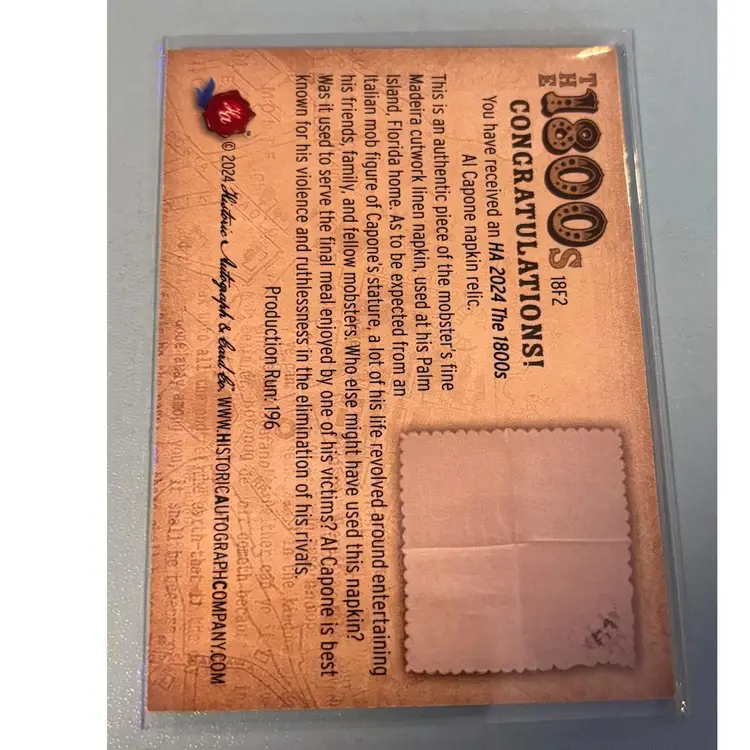 THE
1800s
18F2
CONGRATULATIONS!
You have received an HA 2024 The 1800s
Al Capone napkin relic.
This is an authentic piece of the mobster's fine
Madeira cutwork linen napkin, used at his Palm
Island, Florida home. As to be expected from an
Italian mob figure of Capone's stature, a lot of his life revolved around entertaining
his friends, family, and fellow mobsters. Who else might have used this napkin?
Was it used to serve the final meal enjoyed by one of his victims? Al Capone is best
known for his violence and ruthlessness in the elimination of his rivals.
Production Run: 196
HA
© 2024 Historic Autograph & Card Co. WWW.HISTORICAUTOGRAPHCOMPANY.COM